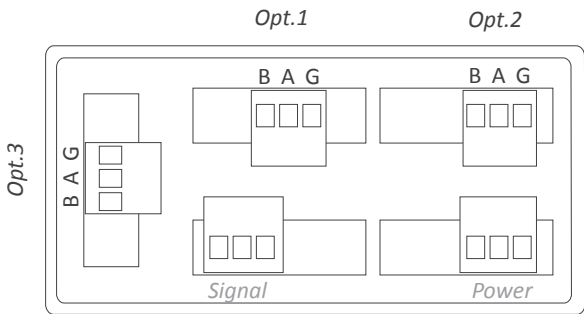 Opt.1
Opt.2
B A G
B A G
Opt.3
B A G
Signal
Power